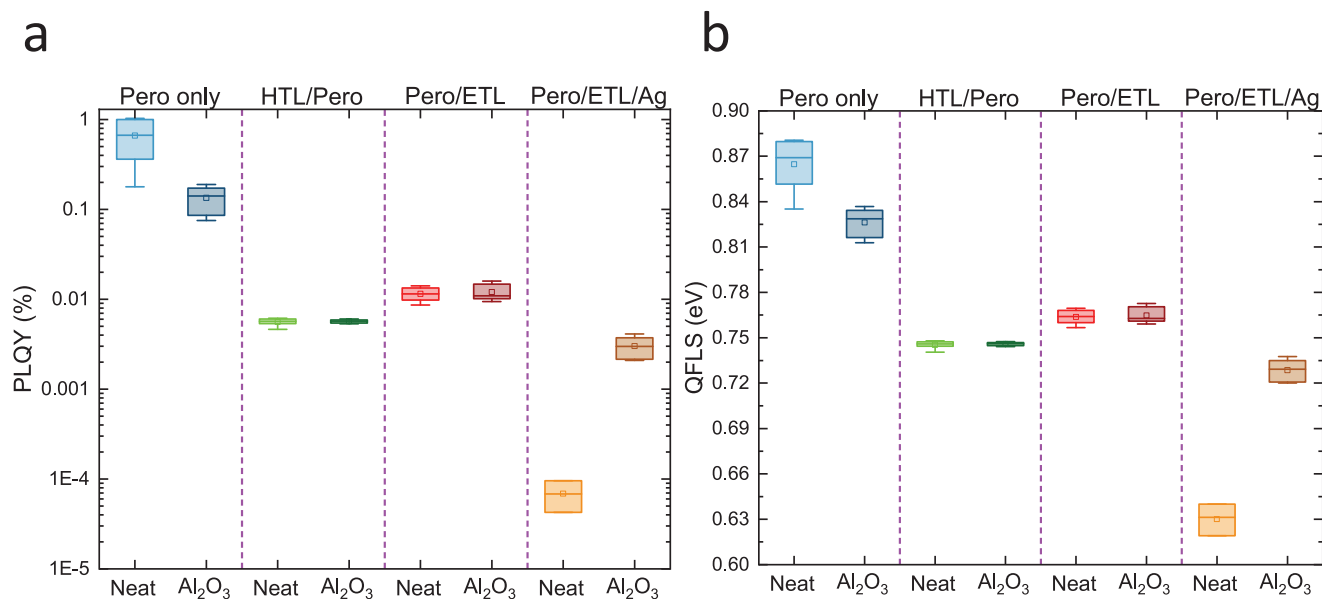 a
Pero only HTL/Pero Pero/ETL Pero/ETL/Ag
1
0.1
0.01
0.001
1E-4
1E-5
PLQY (%)
Neat Al₂O₃ Neat Al₂O₃ Neat Al₂O₃ Neat Al₂O₃
b
Pero only HTL/Pero Pero/ETL Pero/ETL/Ag
0.90
0.87
0.84
0.81
0.78
0.75
0.72
0.69
0.66
0.63
0.60
QFLS (eV)
Neat Al₂O₃ Neat Al₂O₃ Neat Al₂O₃ Neat Al₂O₃